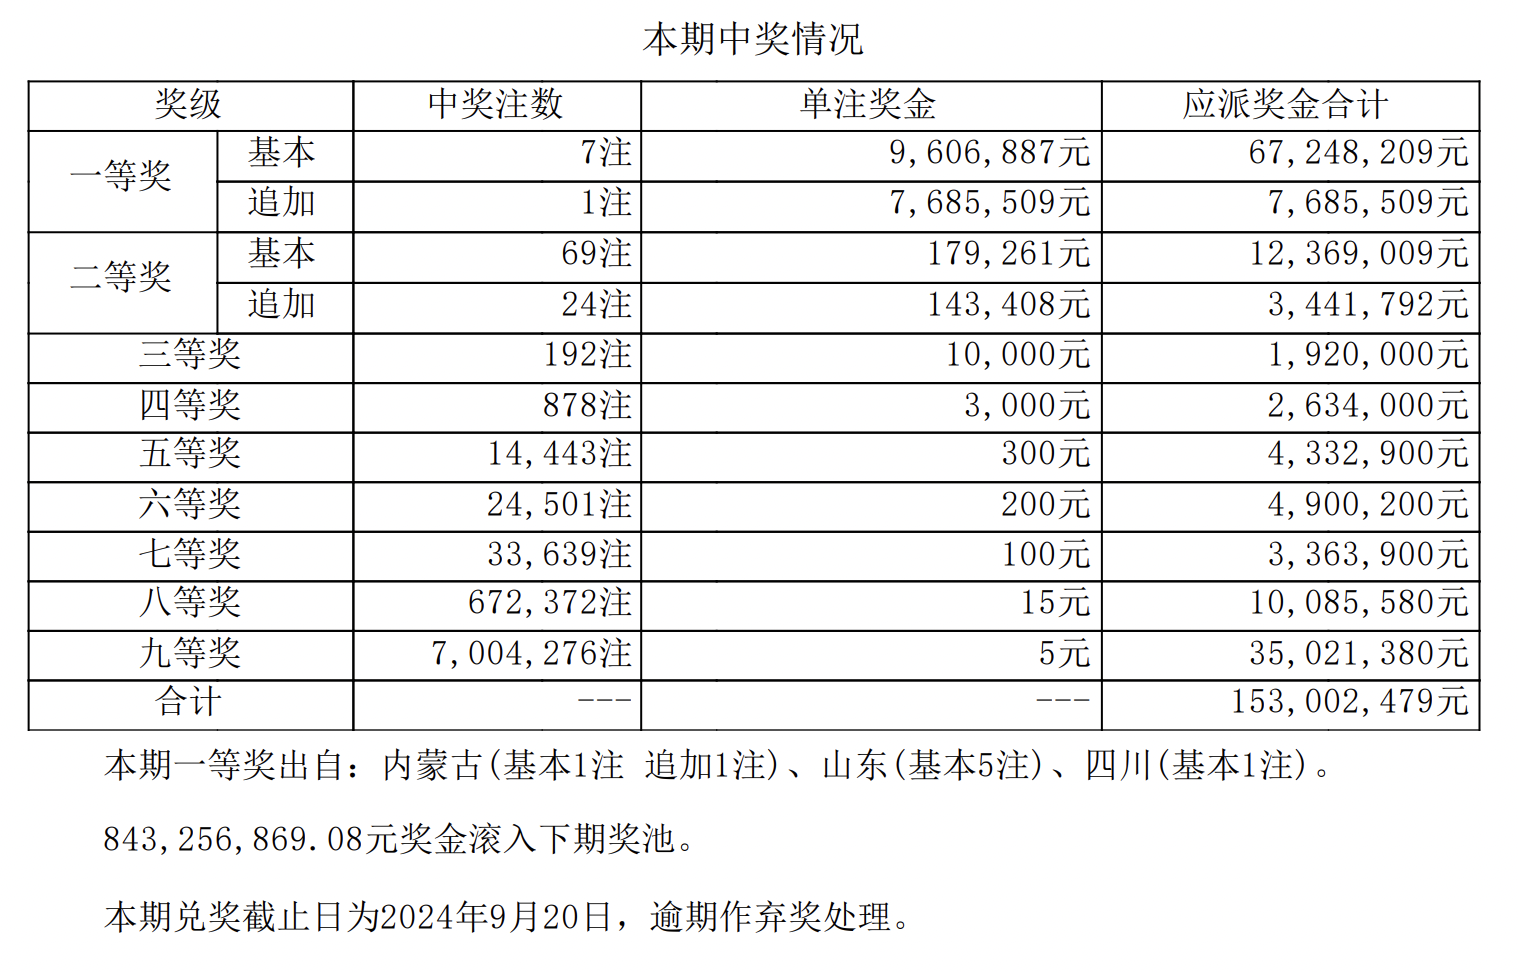 本期中奖情况
奖级 中奖注数 单注奖金 应派奖金合计
一等奖 基本 7注 9,606,887元 67,248,209元
追加 1注 7,685,509元 7,685,509元
二等奖 基本 69注 179,261元 12,369,009元
追加 24注 143,408元 3,441,792元
三等奖 192注 10,000元 1,920,000元
四等奖 878注 3,000元 2,634,000元
五等奖 14,443注 300元 4,332,900元
六等奖 24,501注 200元 4,900,200元
七等奖 33,639注 100元 3,363,900元
八等奖 672,372注 15元 10,085,580元
九等奖 7,004,276注 5元 35,021,380元
合计 --- --- 153,002,479元
本期一等奖出自：内蒙古(基本1注 追加1注)、山东(基本5注)、四川(基本1注)。
843,256,869.08元奖金滚入下期奖池。
本期兑奖截止日为2024年9月20日，逾期作弃奖处理。